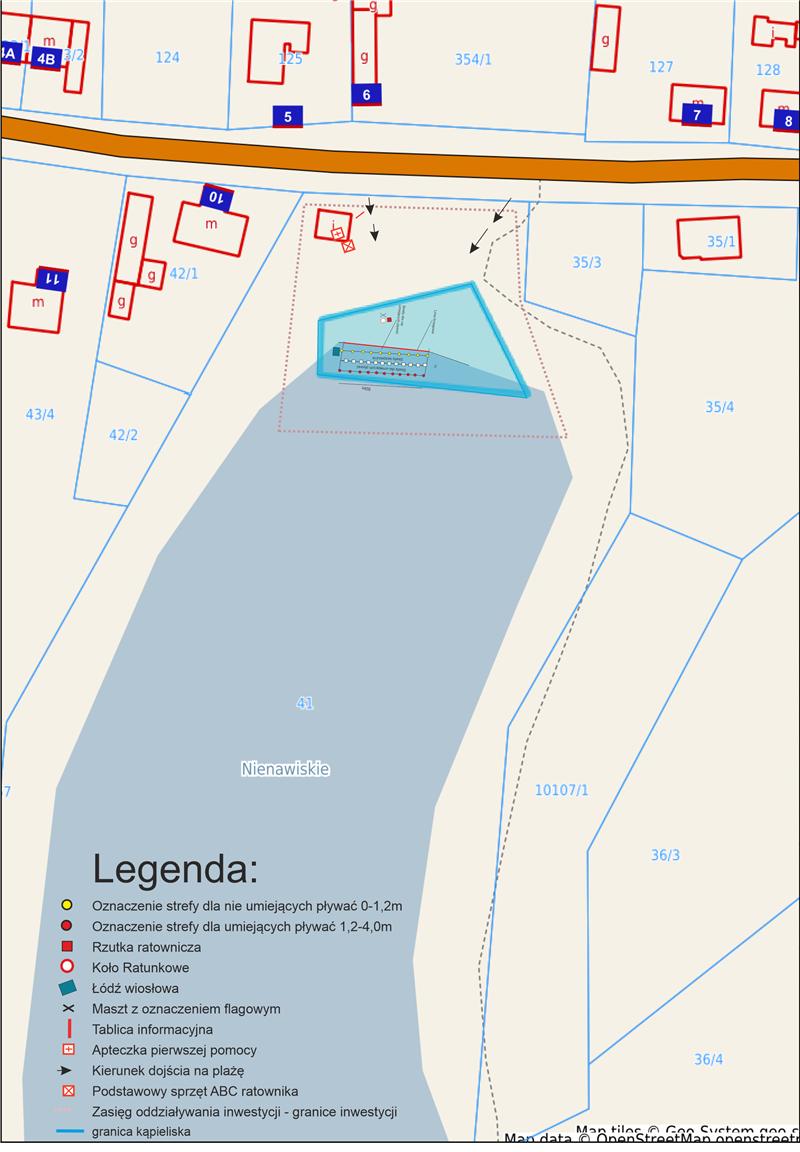 g
4A
m
4B
3/2
124
125
5
g
6
354/1
g
127
m
7
i
128
m
8
10
m
g
g
g
42/1
11
m
i
35/3
35/1
43/4
42/2
35/4
50m
41
Nienawiskie
10107/1
36/3
36/4
Legenda:
Oznaczenie strefy dla nie umiejących pływać 0-1,2m
Oznaczenie strefy dla umiejących pływać 1,2-4,0m
Rzutka ratownicza
Koło Ratunkowe
Łódź wiosłowa
Maszt z oznaczeniem flagowym
Tablica informacyjna
Apteczka pierwszej pomocy
Kierunek dojścia na plażę
Podstawowy sprzęt ABC ratownika
Zasięg oddziaływania inwestycji - granice inwestycji
granica kąpieliska
Map tiles © Geo-System geo-s
Map data © OpenStreetMap openstreetm